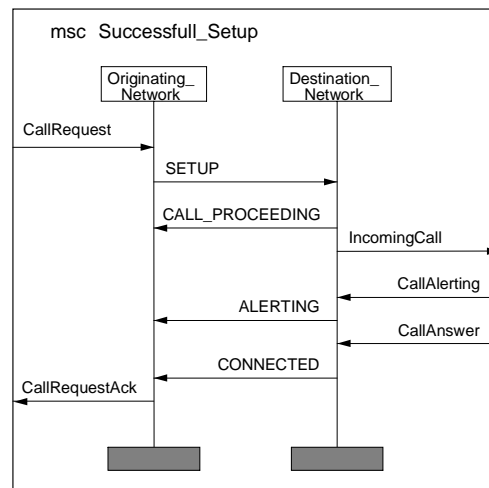 msc Successfull_Setup
Originating_
Network
Destination_
Network
CallRequest
SETUP
CALL_PROCEEDING
IncomingCall
CallAlerting
ALERTING
CallAnswer
CONNECTED
CallRequestAck